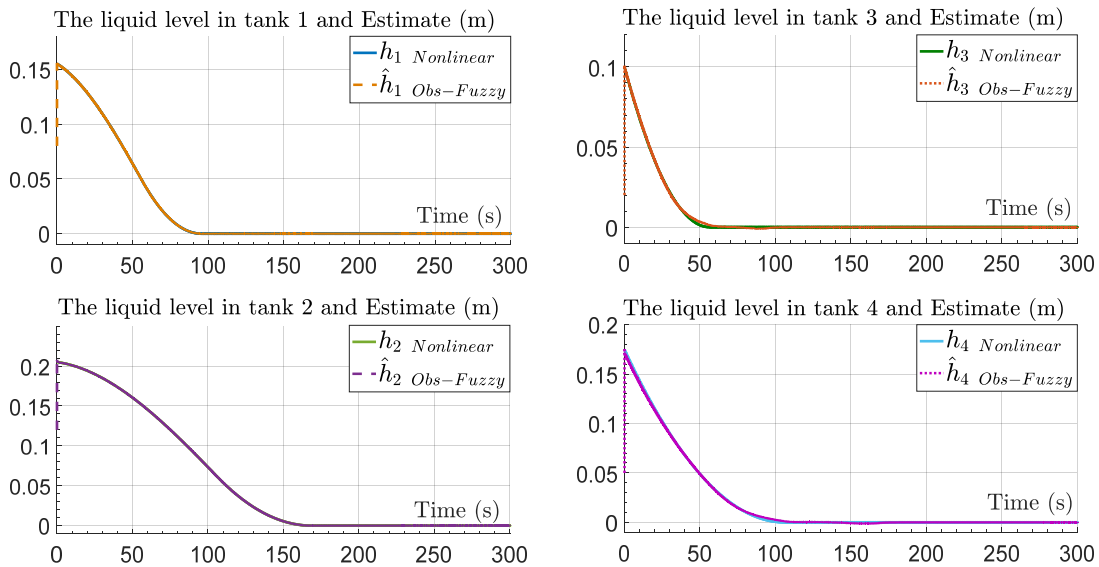 The liquid level in tank 1 and Estimate (m)
h₁ Nonlinear
ĥ₁ Obs−Fuzzy
0.15
0.1
0.05
0
Time (s)
0 50 100 150 200 250 300
The liquid level in tank 3 and Estimate (m)
h₃ Nonlinear
ĥ₃ Obs−Fuzzy
0.1
0.05
0
Time (s)
0 50 100 150 200 250 300
The liquid level in tank 2 and Estimate (m)
h₂ Nonlinear
ĥ₂ Obs−Fuzzy
0.2
0.15
0.1
0.05
0
Time (s)
0 50 100 150 200 250 300
The liquid level in tank 4 and Estimate (m)
h₄ Nonlinear
ĥ₄ Obs−Fuzzy
0.2
0.15
0.1
0.05
0
Time (s)
0 50 100 150 200 250 300